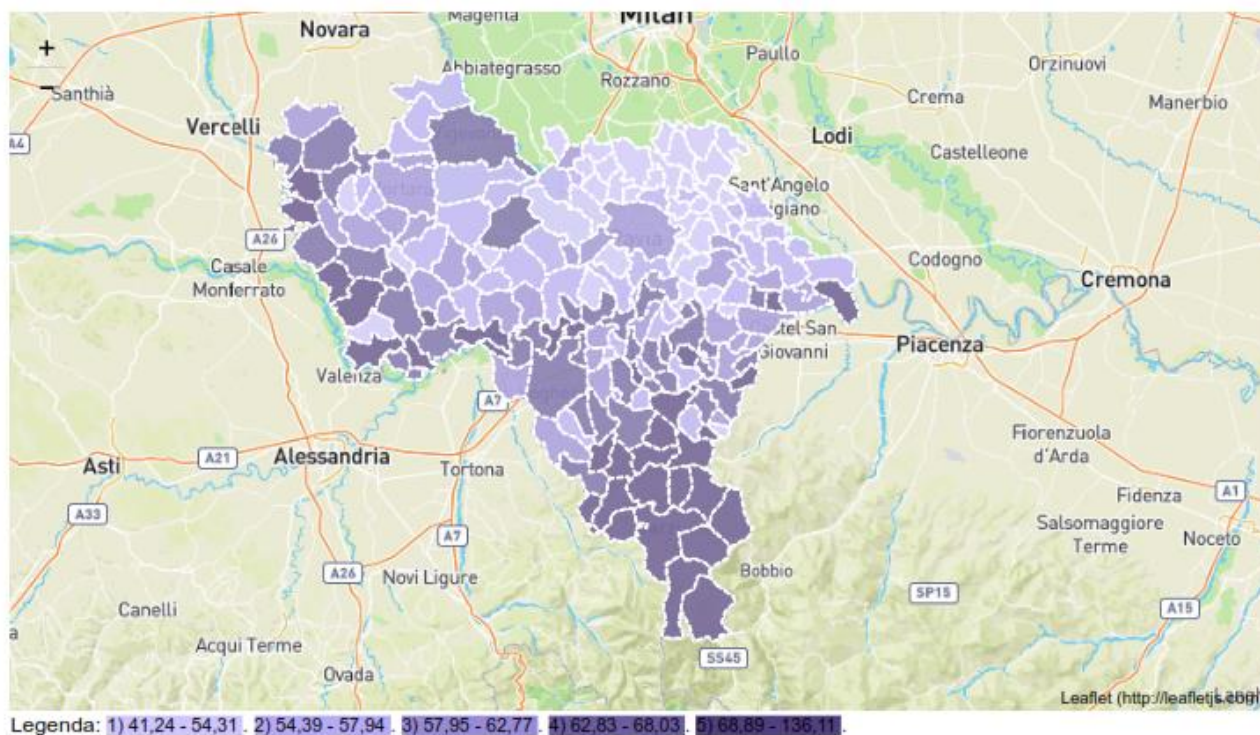 Milan
Magenta
Novara
+
Paullo
Orzinuovi
Abbiategrasso
Rozzano
−
Santhià
Crema
Manerbio
Vercelli
Lodi
A4
Castelleone
Sant'Angelo
A26
Codogno
Casale
Monferrato
Cremona
Giovanni
Piacenza
Valenza
A7
Fiorenzuola
d'Arda
Asti
A21
Alessandria
Tortona
A1
Fidenza
A33
Salsomaggiore
Terme
Noceto
A7
A26
Novi Ligure
Bobbio
SP15
Canelli
A15
Acqui Terme
SS45
Ovada
Leaflet (http://leafletjs.com)
Legenda: 1) 41,24 - 54,31 . 2) 54,39 - 57,94 . 3) 57,95 - 62,77 . 4) 62,83 - 68,03 . 5) 68,89 - 136,11 .